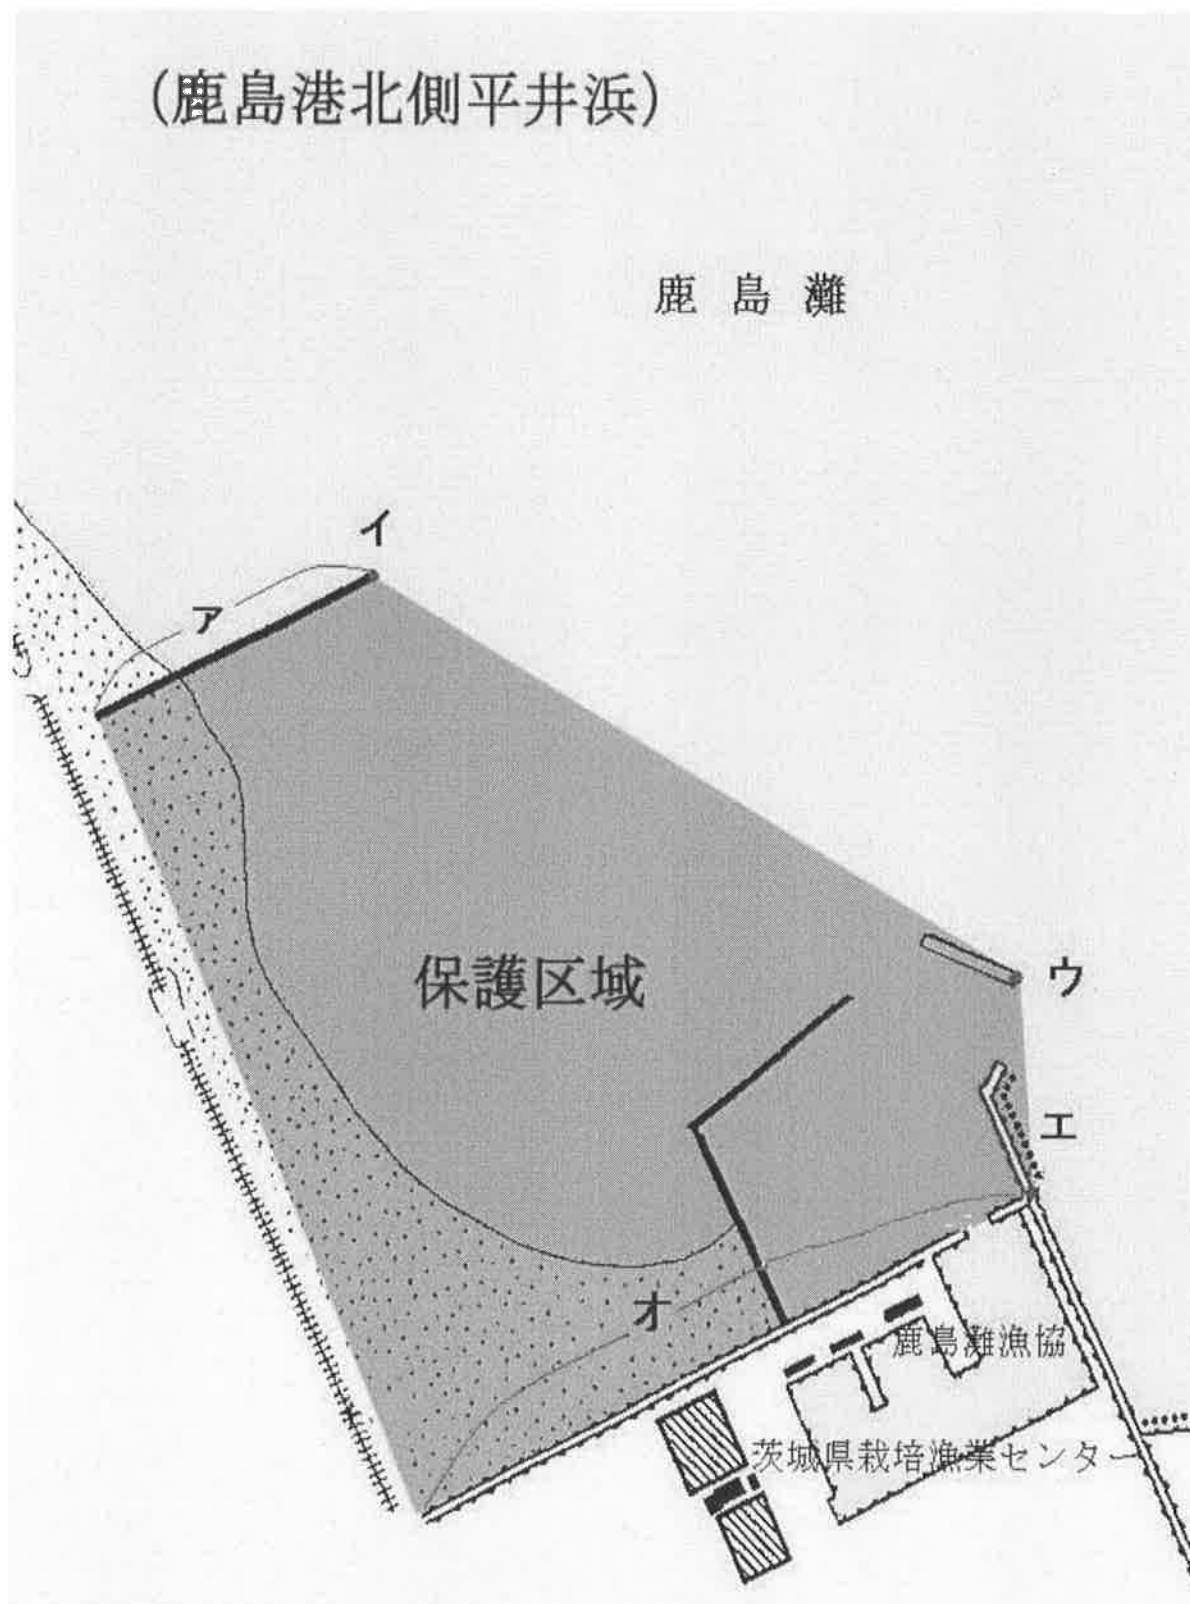 (鹿島港北側平井浜)
鹿島灘
イ
ア
保護区域
ウ
エ
オ
鹿島灘漁協
茨城県栽培漁業センター